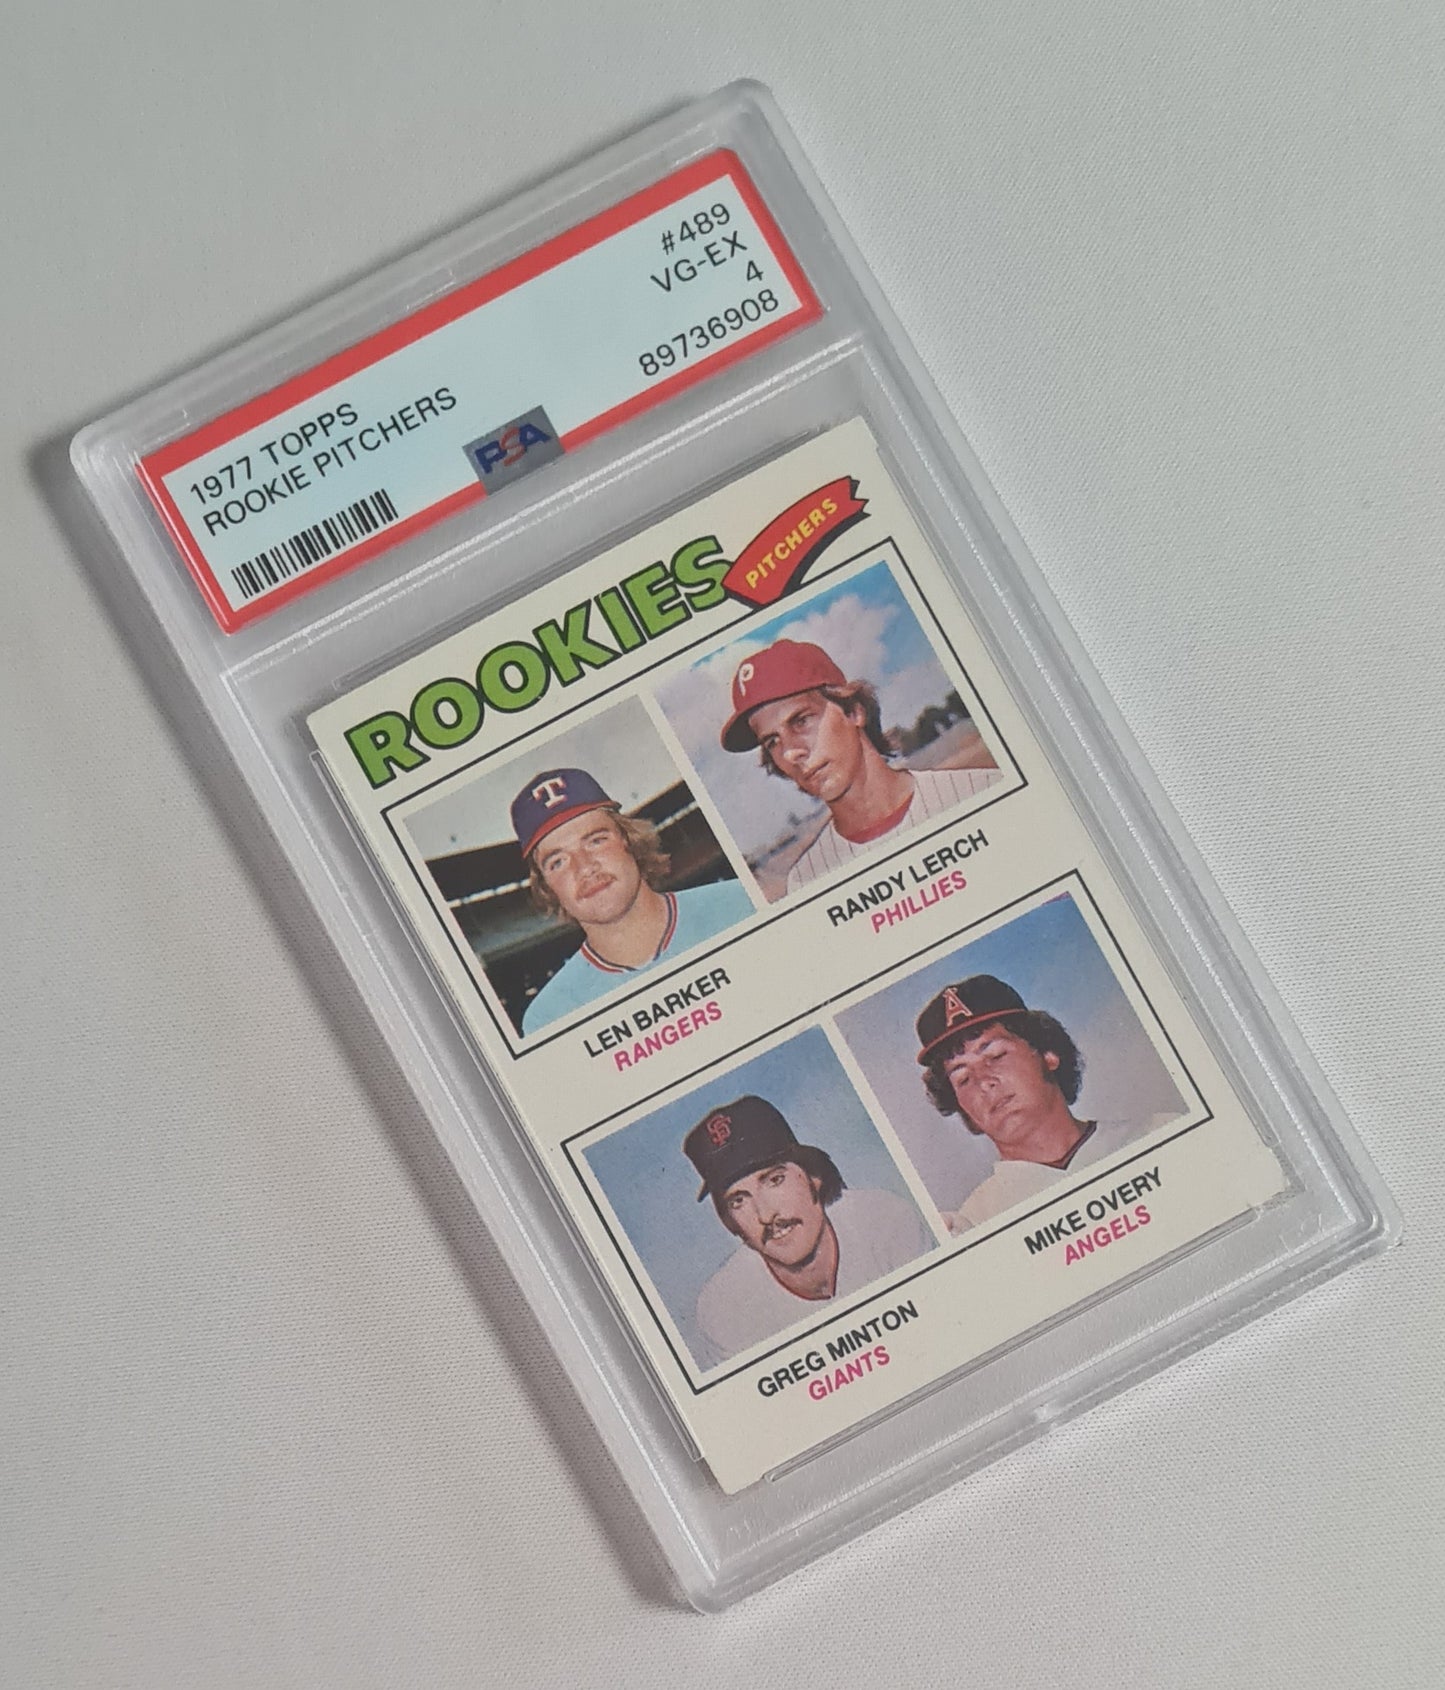 1977 TOPPS
ROOKIE PITCHERS
#489
VG-EX
4
89736908
PSA
ROOKIES
PITCHERS
T
P
LEN BARKER
RANGERS
RANDY LERCH
PHILLIES
SF
A
GREG MINTON
GIANTS
MIKE OVERY
ANGELS